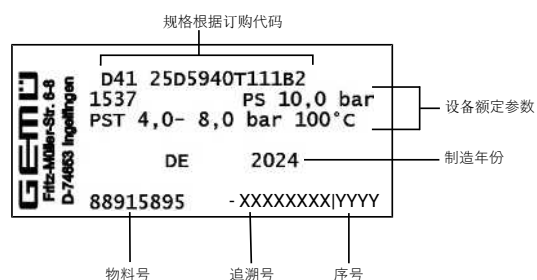 规格根据订购代码
GEMÜ
Fritz-Müller-Str. 6-8
D-74653 Ingelfingen
D41 25D5940T111B2
1537 PS 10,0 bar
PST 4,0- 8,0 bar 100°C
设备额定参数
DE 2024
制造年份
88915895 -XXXXXXXX|YYYY
物料号 追溯号 序号